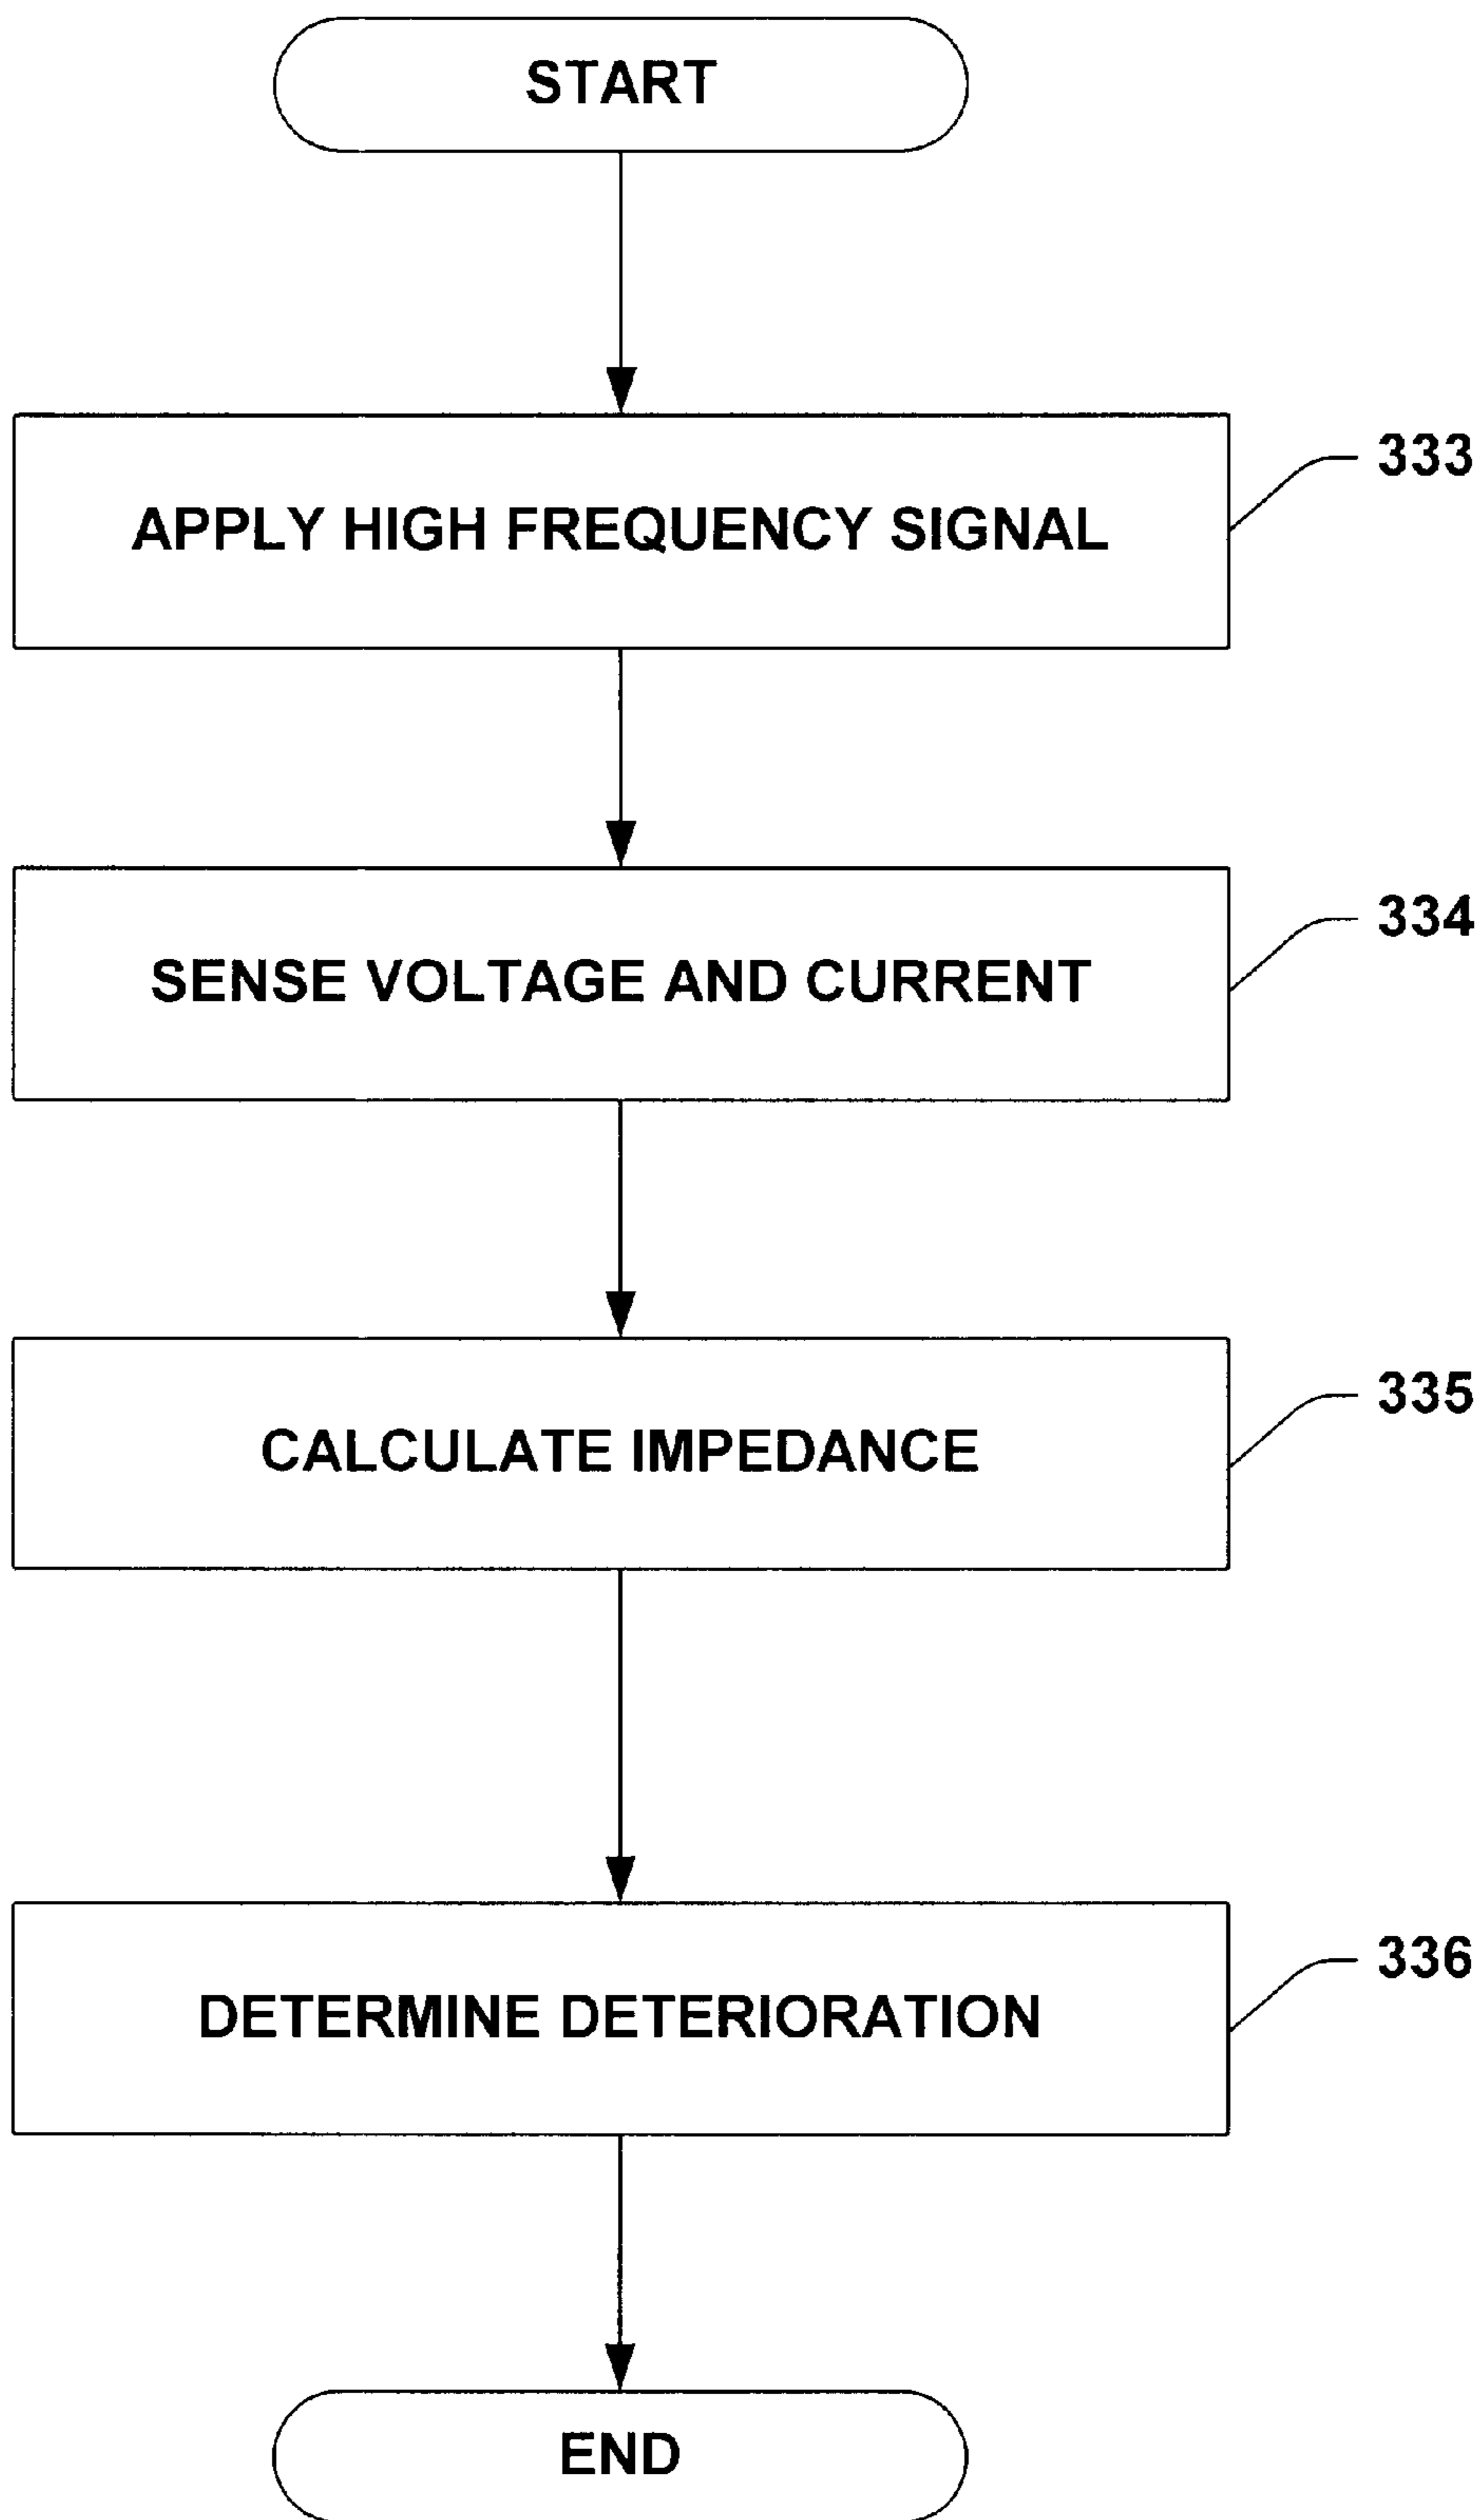 START
APPLY HIGH FREQUENCY SIGNAL
333
SENSE VOLTAGE AND CURRENT
334
CALCULATE IMPEDANCE
335
DETERMINE DETERIORATION
336
END